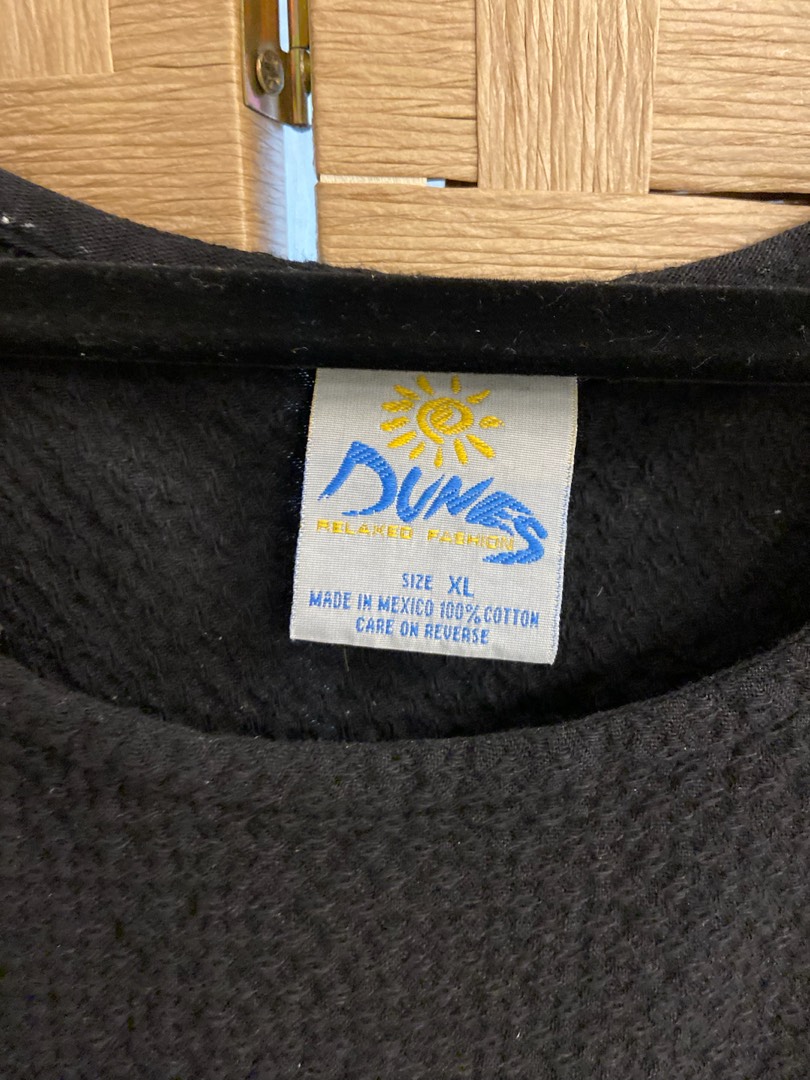 DUNES
RELAXED FASHION
SIZE XL
MADE IN MEXICO 100% COTTON
CARE ON REVERSE